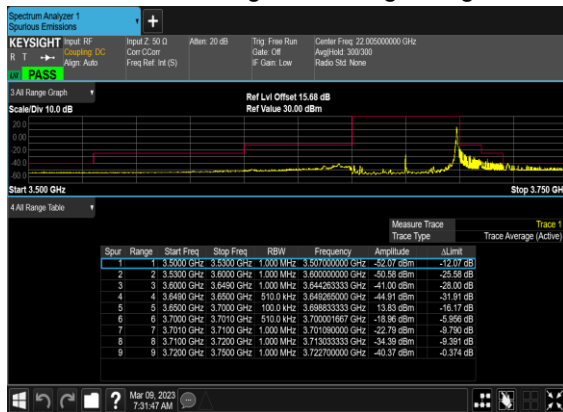 Spectrum Analyzer 1
Spurious Emissions
KEYSIGHT Input: RF Input Z: 50 Ω Atten: 20 dB Trig: Free Run Center Freq: 22.005000000 GHz
R T Coupling: DC Corr CCorr Gate: Off Avg|Hold: 300/300
Align: Auto Freq Ref: Int (S) IF Gain: Low Radio Std: None
PASS
3 All Range Graph
Ref Lvl Offset 15.68 dB
Scale/Div 10.0 dB Ref Value 30.00 dBm
20.0
0.00
-20.0
-40.0
-60.0
Start 3.500 GHz Stop 3.750 GH
4 All Range Table
Measure Trace Trace 1
Trace Type Trace Average (Active)
Spur Range Start Freq Stop Freq RBW Frequency Amplitude ΔLimit
1 1 3.5000 GHz 3.5300 GHz 1.000 MHz 3.507000000 GHz -52.07 dBm -12.07 dB
2 2 3.5300 GHz 3.6000 GHz 1.000 MHz 3.600000000 GHz -50.58 dBm -25.58 dB
3 3 3.6000 GHz 3.6490 GHz 1.000 MHz 3.644263333 GHz -41.00 dBm -28.00 dB
4 4 3.6490 GHz 3.6500 GHz 510.0 kHz 3.649265000 GHz -44.91 dBm -31.91 dB
5 5 3.6500 GHz 3.7000 GHz 100.0 kHz 3.698833333 GHz 13.83 dBm -16.17 dB
6 6 3.7000 GHz 3.7010 GHz 510.0 kHz 3.700001667 GHz -18.96 dBm -5.956 dB
7 7 3.7010 GHz 3.7100 GHz 1.000 MHz 3.701090000 GHz -22.79 dBm -9.790 dB
8 8 3.7100 GHz 3.7200 GHz 1.000 MHz 3.713033333 GHz -34.39 dBm -9.391 dB
9 9 3.7200 GHz 3.7500 GHz 1.000 MHz 3.722700000 GHz -40.37 dBm -0.374 dB
Mar 09, 2023
7:31:47 AM